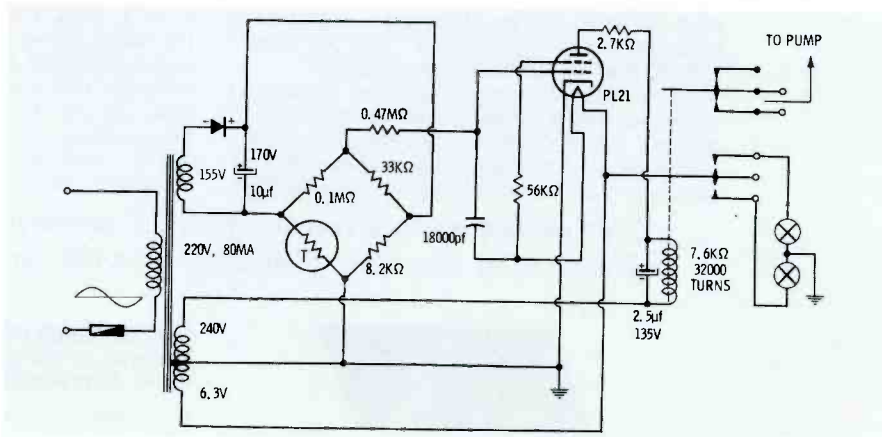 2.7KΩ
TO PUMP
PL21
0.47MΩ
- +
170V
+
-
10µf
155V
33KΩ
0.1MΩ
56KΩ
18000pf
T
8.2KΩ
220V, 80MA
+
-
7.6KΩ
32000
TURNS
2.5µf
135V
240V
6.3V